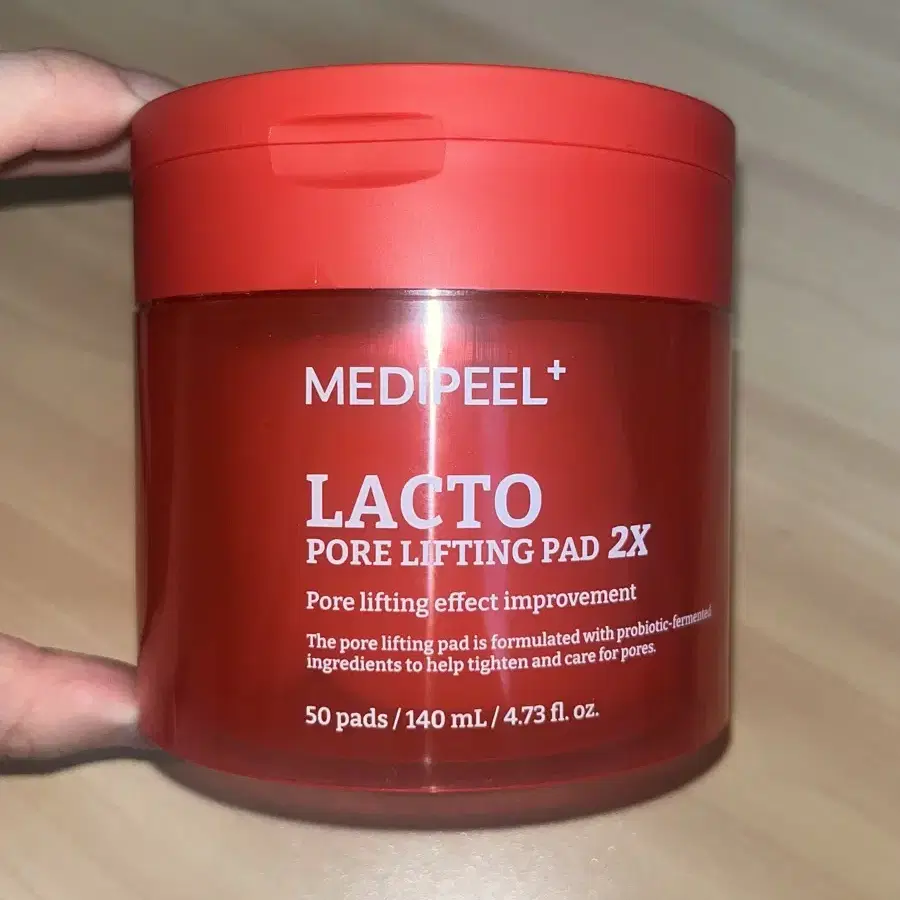 MEDIPEEL+
LACTO
PORE LIFTING PAD 2X
Pore lifting effect improvement
The pore lifting pad is formulated with probiotic-fermented
ingredients to help tighten and care for pores.
50 pads / 140 mL / 4.73 fl. oz.